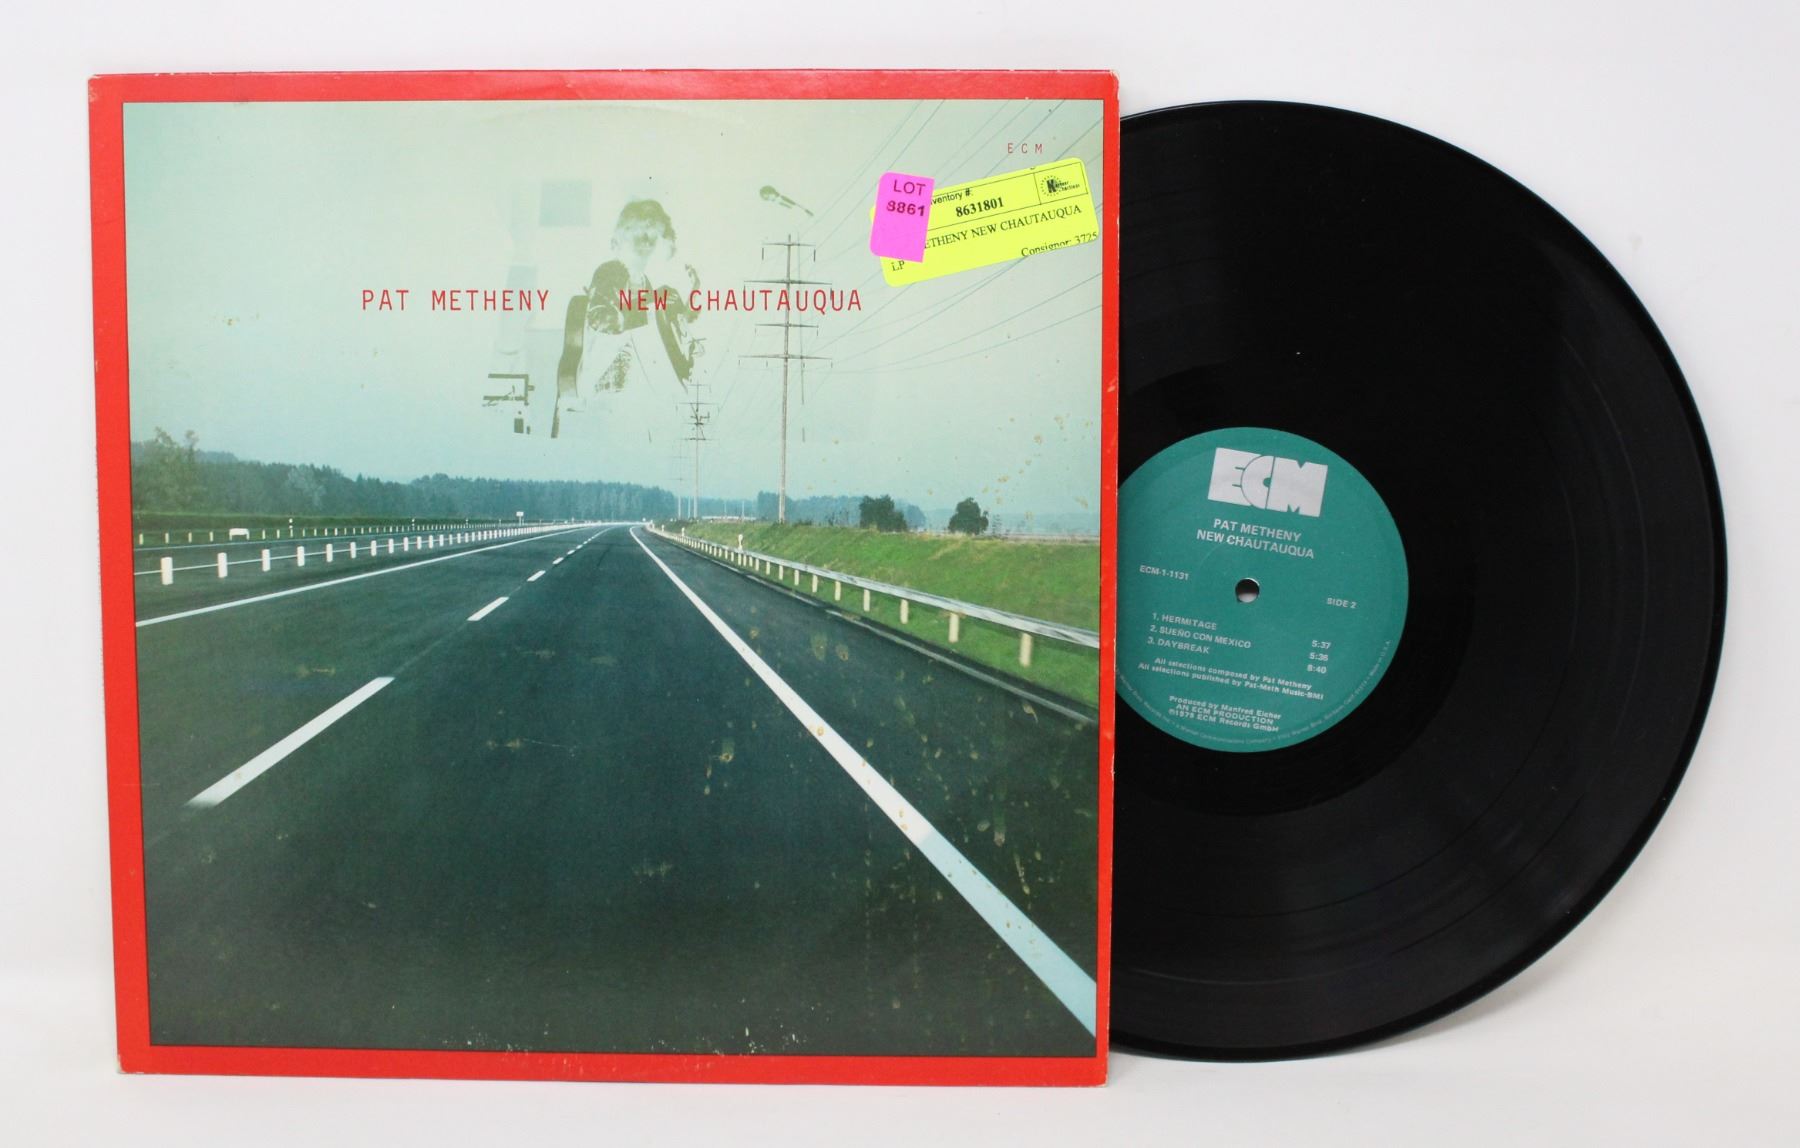 ECM
LOT
8861
Inventory #:
8631801
METHENY NEW CHAUTAUQUA
LP
Consignor: 3725
PAT METHENY NEW CHAUTAUQUA
ECM
PAT METHENY
NEW CHAUTAUQUA
ECM-1-1131
SIDE 2
1. HERMITAGE 5:37
2. SUEÑO CON MEXICO 5:36
3. DAYBREAK 8:40
All selections composed by Pat Metheny
All selections published by Pat-Meth Music-BMI
Produced by Manfred Eicher
AN ECM PRODUCTION
℗1979 ECM Records GmbH
Made in U.S.A.